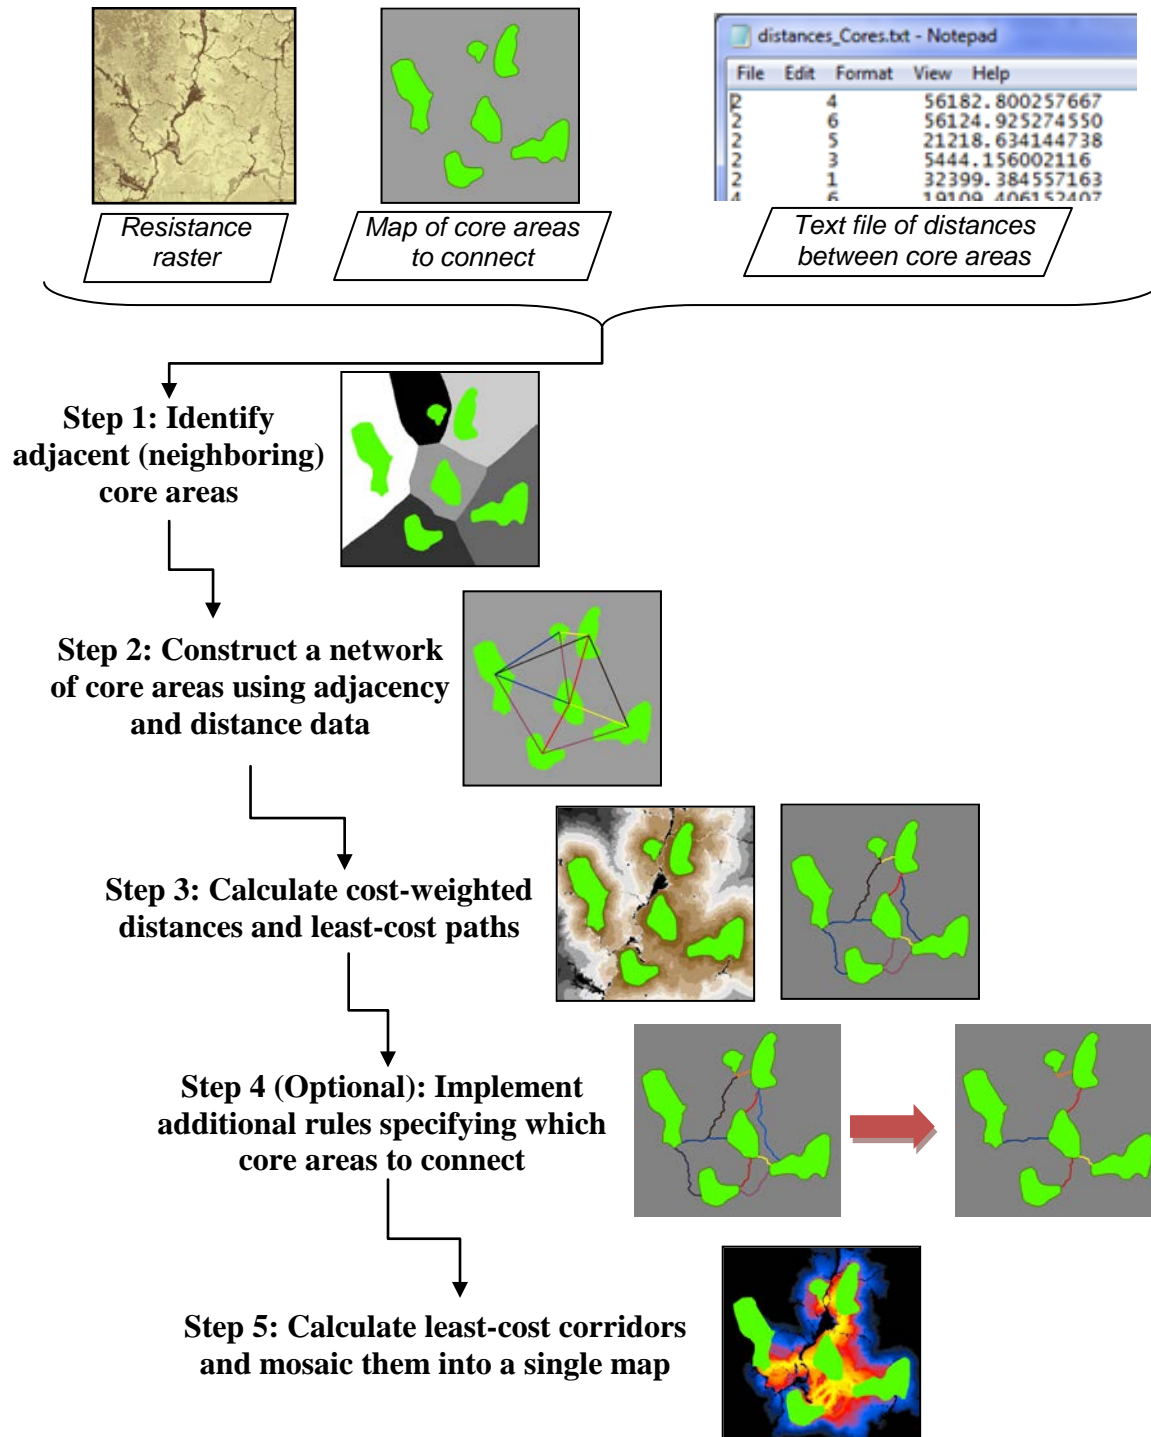 distances_Cores.txt - Notepad
File Edit Format View Help
2 4 56182.800257667
2 6 56124.925274550
2 5 21218.634144738
2 3 5444.156002116
2 1 32399.384557163
4 6 19109.406152407
Resistance
raster
Map of core areas
to connect
Text file of distances
between core areas
Step 1: Identify
adjacent (neighboring)
core areas
Step 2: Construct a network
of core areas using adjacency
and distance data
Step 3: Calculate cost-weighted
distances and least-cost paths
Step 4 (Optional): Implement
additional rules specifying which
core areas to connect
Step 5: Calculate least-cost corridors
and mosaic them into a single map